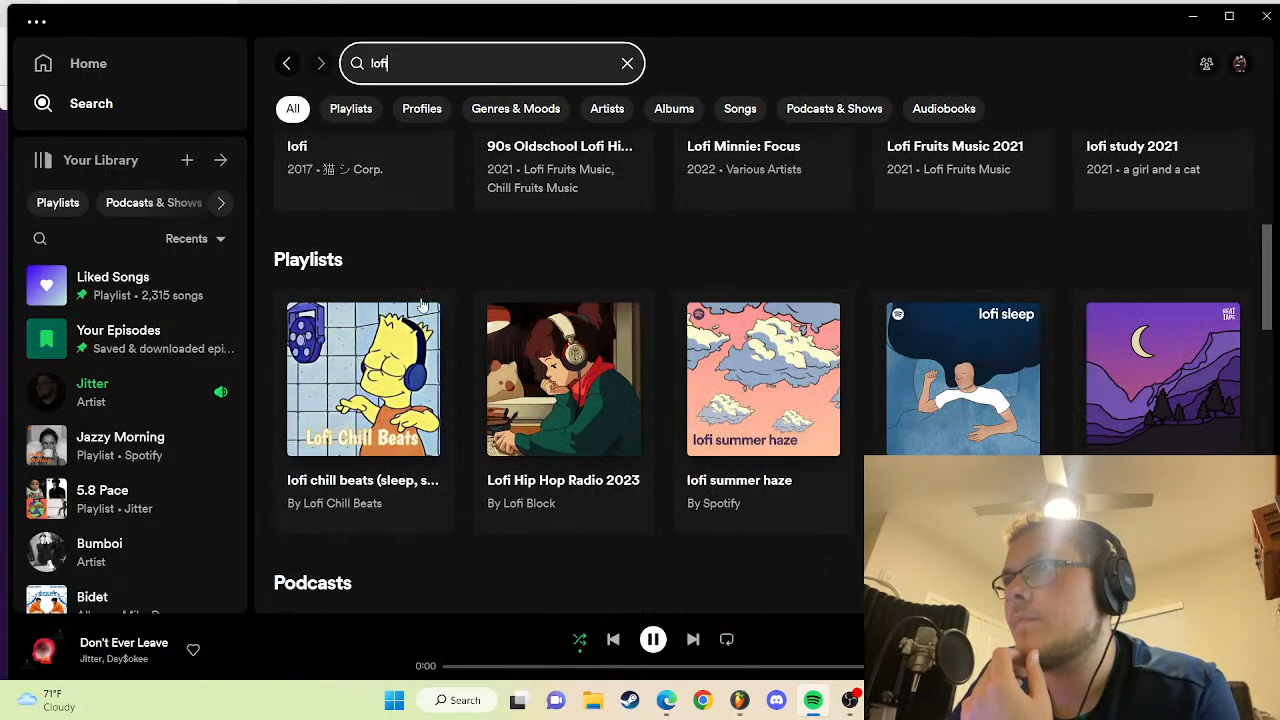 Home
lofi
Search
All
Playlists
Profiles
Genres & Moods
Artists
Albums
Songs
Podcasts & Shows
Audiobooks
Your Library
Playlists
Podcasts & Shows
Recents
Liked Songs
Playlist • 2,315 songs
Your Episodes
Saved & downloaded epi...
Jitter
Artist
Jazzy Morning
Playlist • Spotify
5.8 Pace
Playlist • Jitter
Bumboi
Artist
Bidet
lofi
2017 • 猫 シ Corp.
90s Oldschool Lofi Hi...
2021 • Lofi Fruits Music,
Chill Fruits Music
Lofi Minnie: Focus
2022 • Various Artists
Lofi Fruits Music 2021
2021 • Lofi Fruits Music
lofi study 2021
2021 • a girl and a cat
Playlists
Lofi Chill Beats
lofi chill beats (sleep, s...
By Lofi Chill Beats
Lofi Hip Hop Radio 2023
By Lofi Block
lofi summer haze
lofi summer haze
By Spotify
lofi sleep
BEAT
TAPE
Podcasts
Don't Ever Leave
Jitter, Day$okee
0:00
71°F
Cloudy
Search